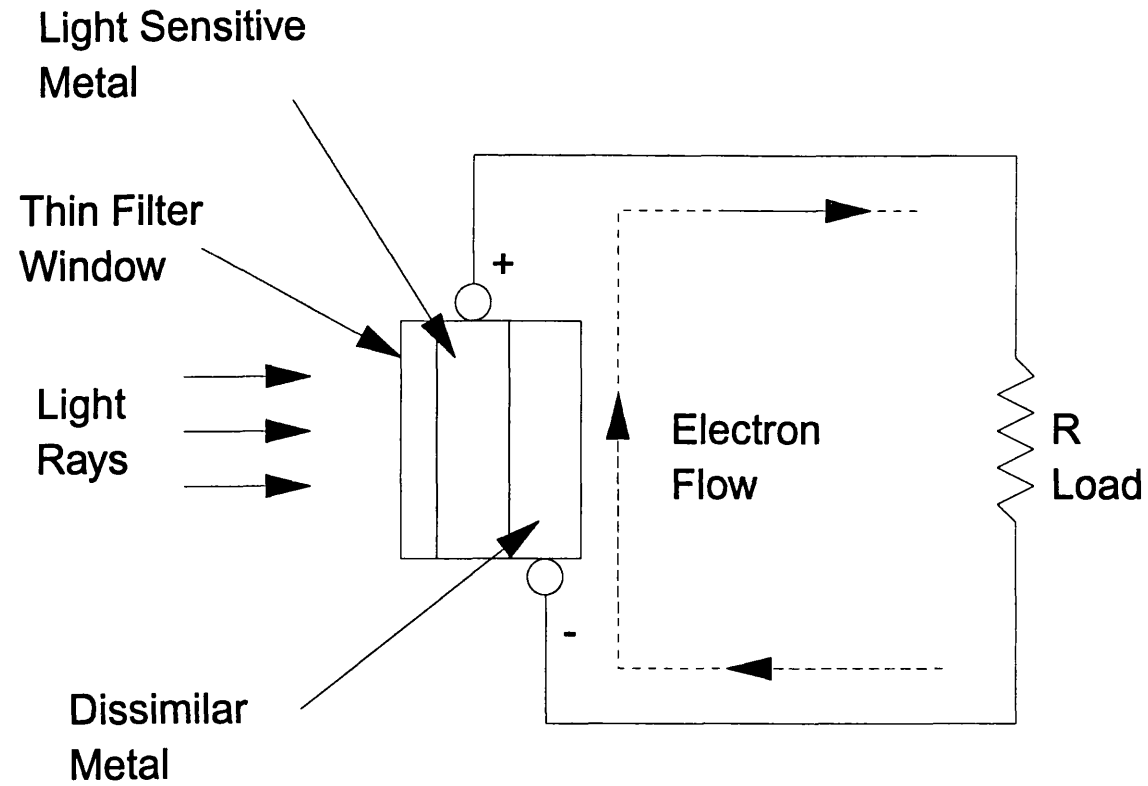 Light Sensitive
Metal
Thin Filter
Window
+
Light
Rays
Electron
Flow
R
Load
-
Dissimilar
Metal